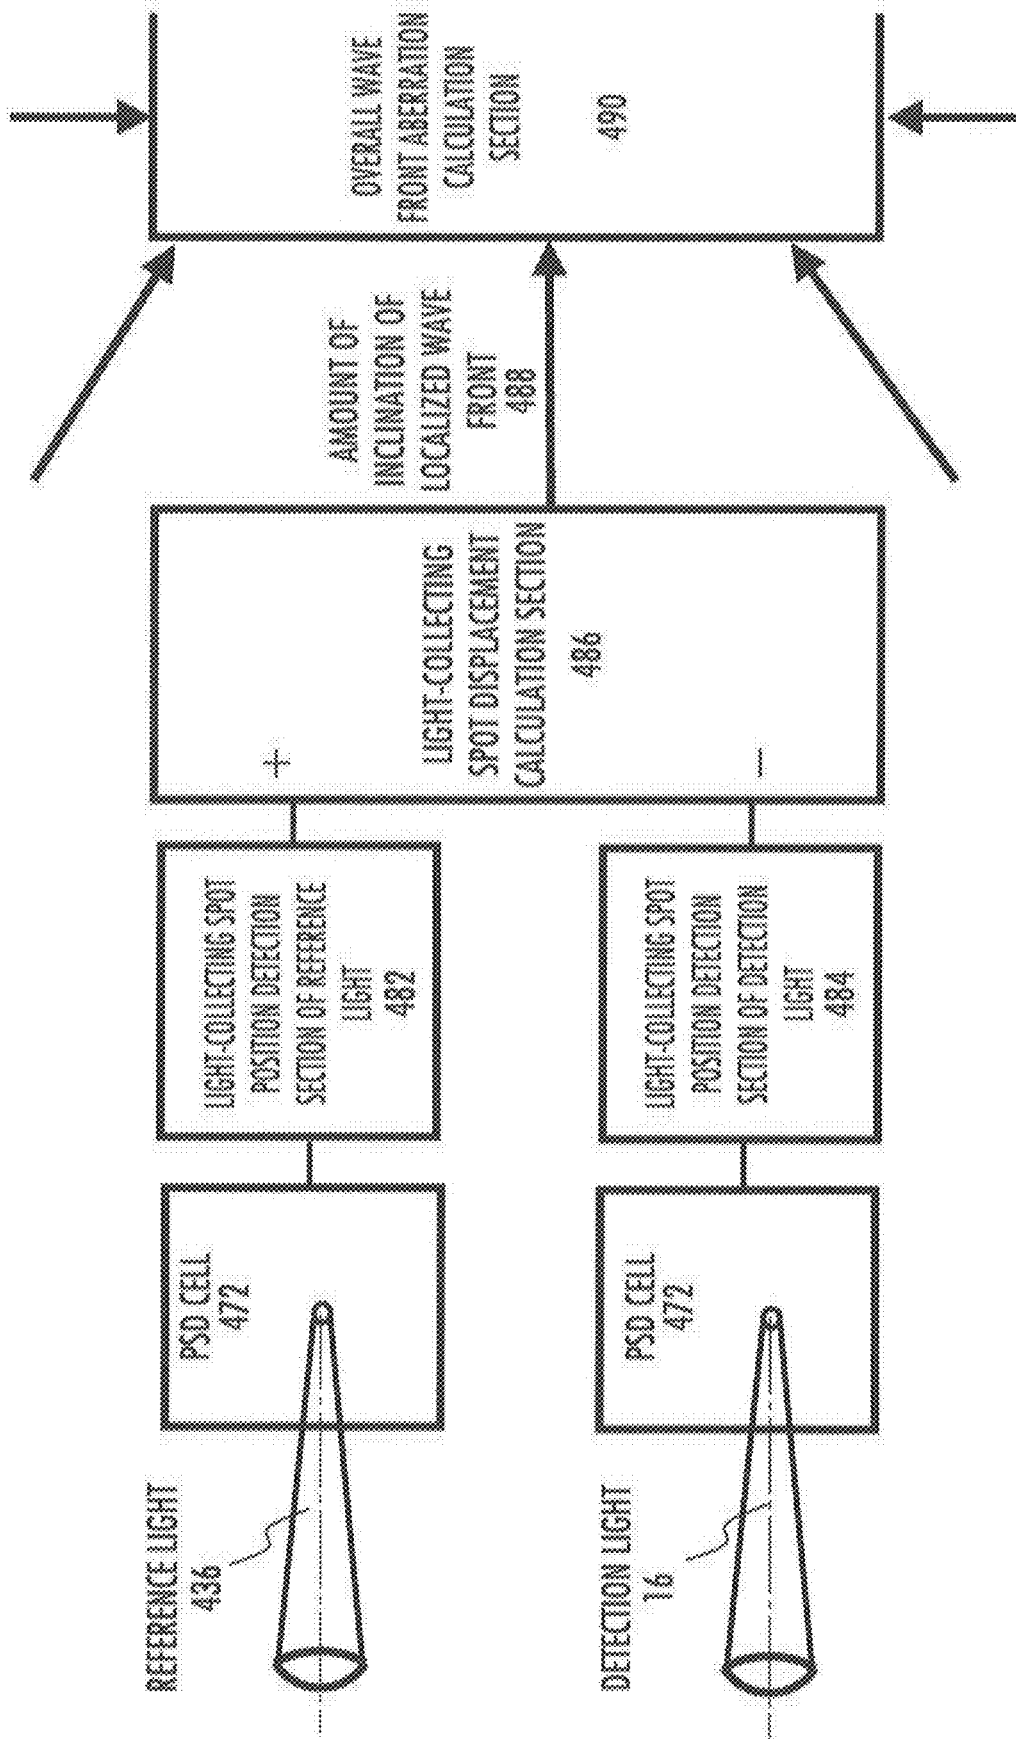 REFERENCE LIGHT
436
PSD CELL
472
LIGHT-COLLECTING SPOT
POSITION DETECTION
SECTION OF REFERENCE
LIGHT
482
+
LIGHT-COLLECTING
SPOT DISPLACEMENT
CALCULATION SECTION
486
−
AMOUNT OF
INCLINATION OF
LOCALIZED WAVE
FRONT
488
OVERALL WAVE
FRONT ABERRATION
CALCULATION
SECTION
490
DETECTION LIGHT
16
PSD CELL
472
LIGHT-COLLECTING SPOT
POSITION DETECTION
SECTION OF DETECTION
LIGHT
484